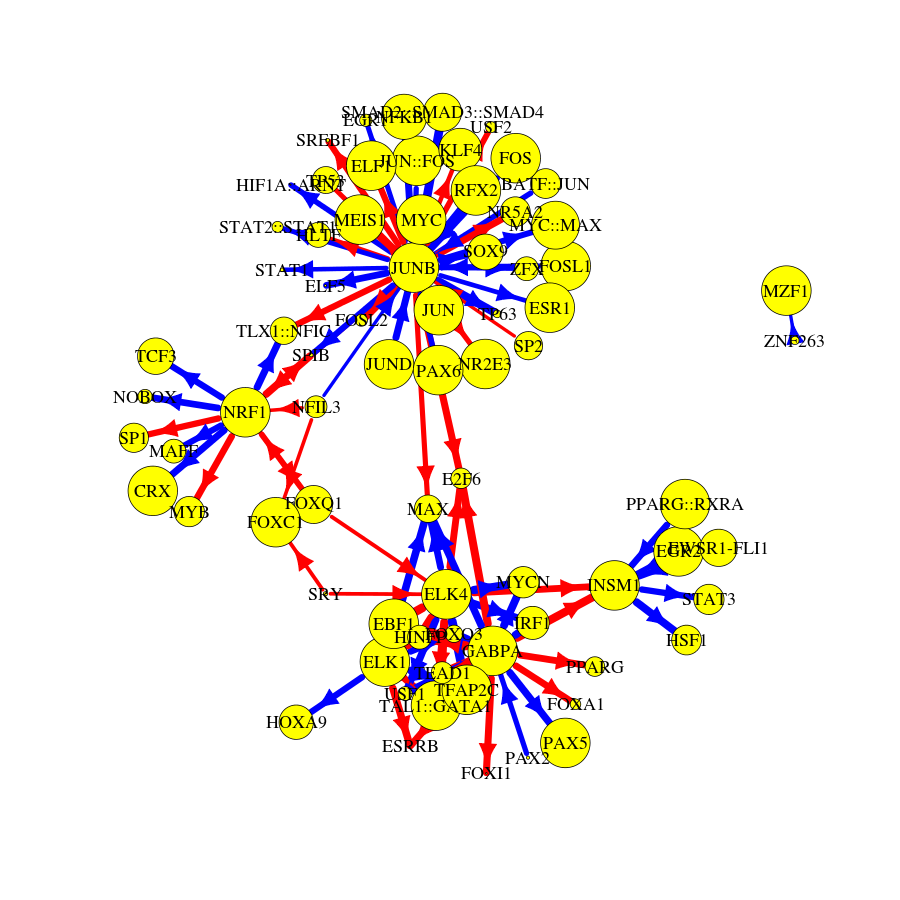 SMAD2::SMAD3::SMAD4
EGR1
NFKB1
USF2
SREBF1
KLF4
JUN::FOS
FOS
ELF1
TP53
HIF1A::ARNT
BATF::JUN
RFX2
NR5A2
MEIS1
MYC
MYC::MAX
STAT2::STAT1
HLTF
SOX9
STAT1
JUNB
ZFX
FOSL1
ELF5
MZF1
JUN
ESR1
TP63
FOSL2
TLX1::NFIC
ZNF263
SP2
SPIB
TCF3
JUND
PAX6
NR2E3
NOBOX
NRF1
NFIL3
SP1
MAFF
E2F6
CRX
MYB
FOXQ1
FOXC1
MAX
PPARG::RXRA
EGR2
EWSR1-FLI1
MYCN
INSM1
SRY
ELK4
STAT3
EBF1
IRF1
HINFP
FOXO3
HSF1
GABPA
ELK1
PPARG
TEAD1
USF1
TFAP2C
FOXA1
TAL1::GATA1
HOXA9
ESRRB
PAX5
PAX2
FOXI1